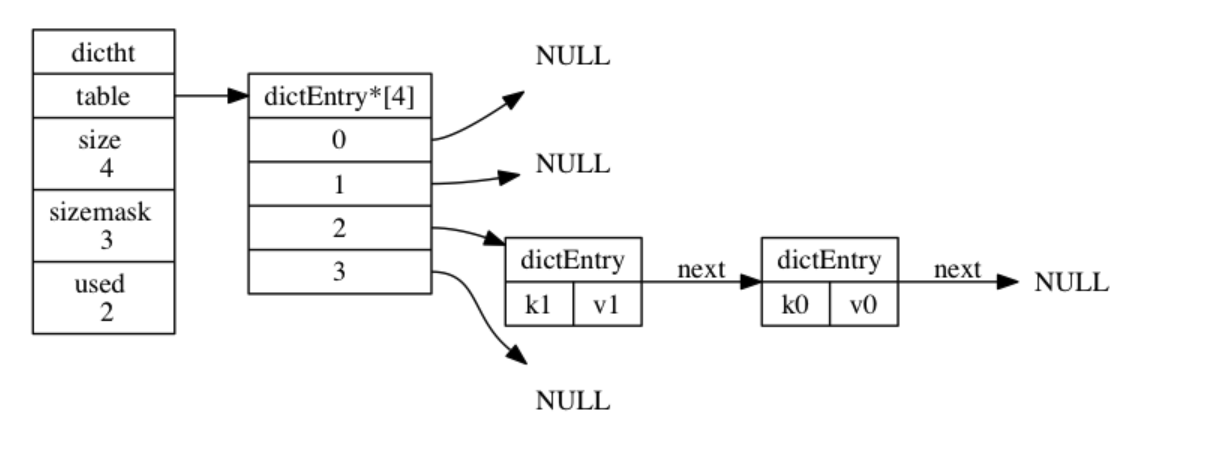 dictht
table
size
4
sizemask
3
used
2
dictEntry*[4]
0
1
2
3
NULL
NULL
dictEntry
k1 v1
next
dictEntry
k0 v0
next
NULL
NULL